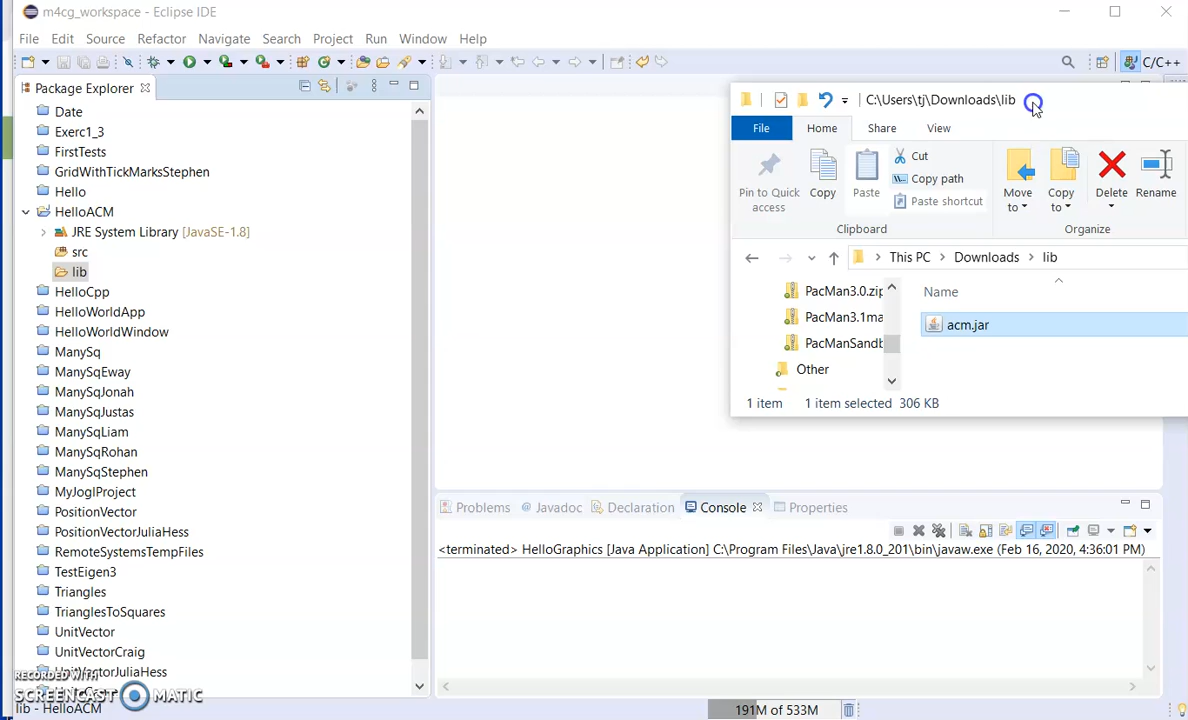 m4cg_workspace - Eclipse IDE
File Edit Source Refactor Navigate Search Project Run Window Help
C/C++
Package Explorer
Date
Exerc1_3
FirstTests
GridWithTickMarksStephen
Hello
HelloACM
JRE System Library [JavaSE-1.8]
src
lib
HelloCpp
HelloWorldApp
HelloWorldWindow
ManySq
ManySqEway
ManySqJonah
ManySqJustas
ManySqLiam
ManySqRohan
ManySqStephen
MyJoglProject
PositionVector
PositionVectorJuliaHess
RemoteSystemsTempFiles
TestEigen3
Triangles
TrianglesToSquares
UnitVector
UnitVectorCraig
UnitVectorJuliaHess
RECORDED WITH
SCREENCAST MATIC
lib - HelloACM
C:\Users\tj\Downloads\lib
File Home Share View
Pin to Quick access
Copy
Paste
Cut
Copy path
Paste shortcut
Clipboard
Move to
Copy to
Delete
Rename
Organize
This PC > Downloads > lib
PacMan3.0.zip
PacMan3.1ma
PacManSandb
Other
Name
acm.jar
1 item 1 item selected 306 KB
Problems @ Javadoc Declaration Console Properties
<terminated> HelloGraphics [Java Application] C:\Program Files\Java\jre1.8.0_201\bin\javaw.exe (Feb 16, 2020, 4:36:01 PM)
191M of 533M